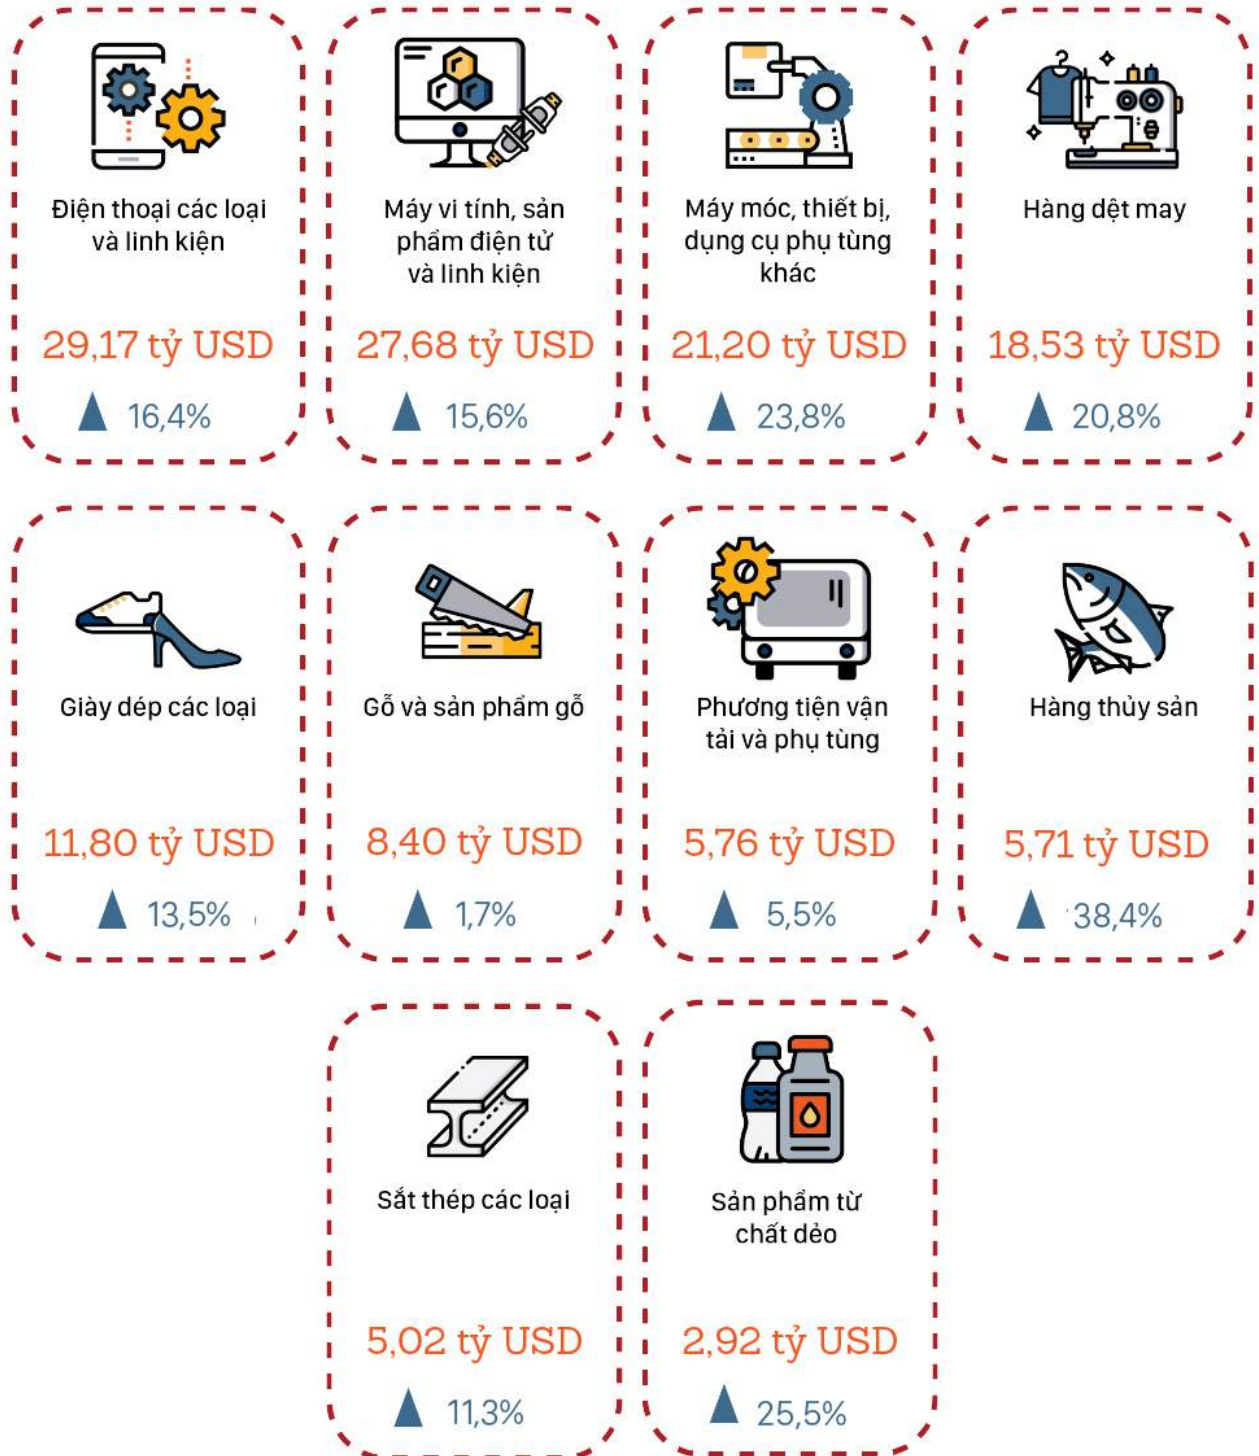 Điện thoại các loại
và linh kiện
29,17 tỷ USD
16,4%
Máy vi tính, sản
phẩm điện tử
và linh kiện
27,68 tỷ USD
15,6%
Máy móc, thiết bị,
dụng cụ phụ tùng
khác
21,20 tỷ USD
23,8%
Hàng dệt may
18,53 tỷ USD
20,8%
Giày dép các loại
11,80 tỷ USD
13,5%
Gỗ và sản phẩm gỗ
8,40 tỷ USD
1,7%
Phương tiện vận
tải và phụ tùng
5,76 tỷ USD
5,5%
Hàng thủy sản
5,71 tỷ USD
38,4%
Sắt thép các loại
5,02 tỷ USD
11,3%
Sản phẩm từ
chất dẻo
2,92 tỷ USD
25,5%